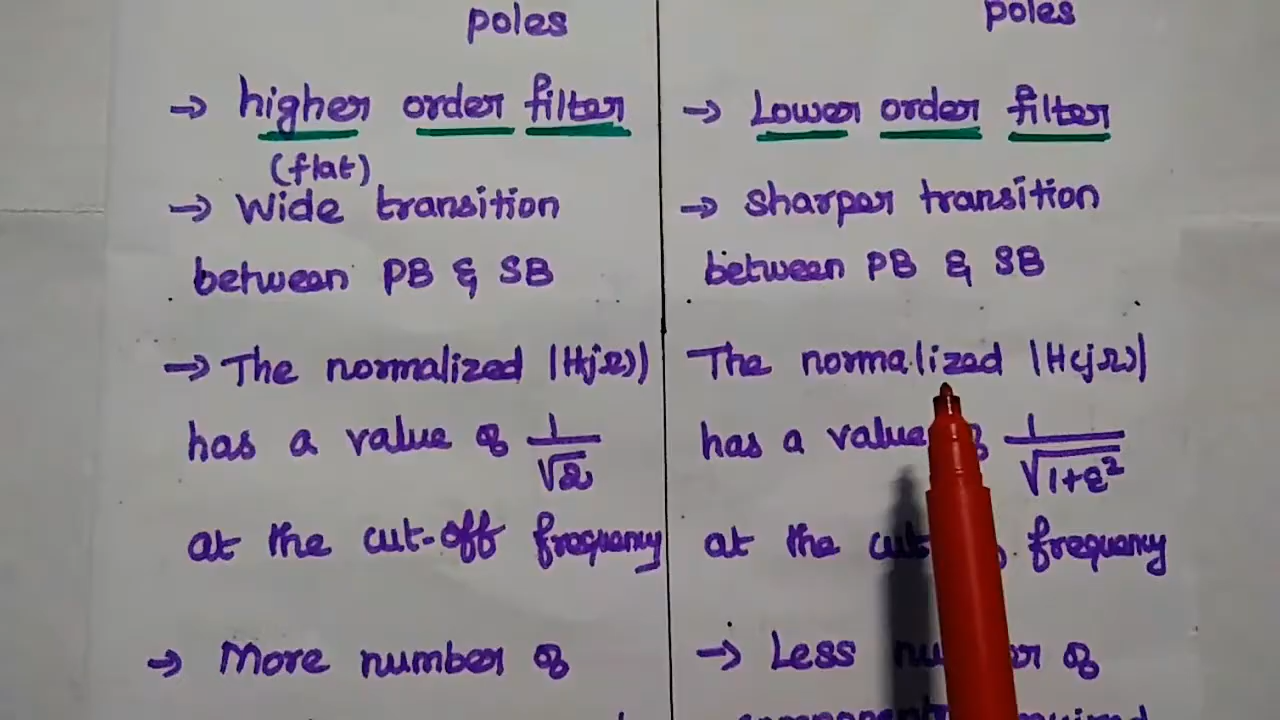 poles
→ higher order filter
(flat)
→ Wide transition
between PB & SB
→ The normalized |H(jΩ)|
has a value of 1/√2
at the cut-off frequency
→ More number of
poles
→ Lower order filter
→ Sharper transition
between PB & SB
The normalized |H(jΩ)|
has a value of 1/√1+ε²
at the frequency
→ Less of